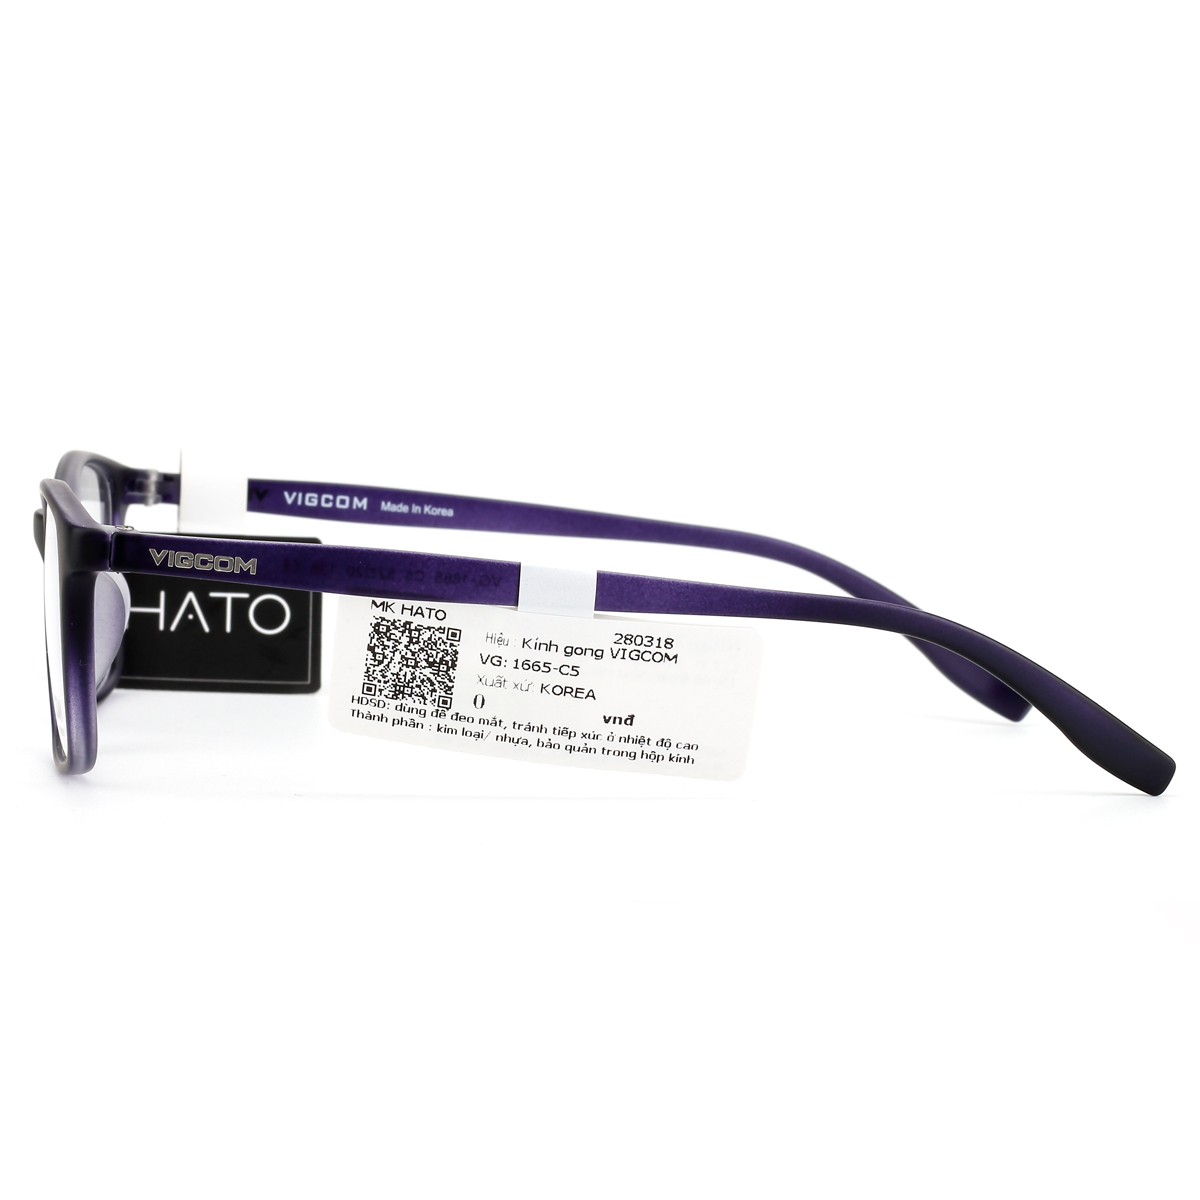 VIGCOM Made In Korea
VIGCOM
HATO
MK HATO
280318
Hiệu : Kính gọng VIGCOM
VG: 1665-C5
Xuất xứ: KOREA
0 vnđ
HDSD: dùng để đeo mắt, tránh tiếp xúc ở nhiệt độ cao
Thành phần : kim loại/ nhựa, bảo quản trong hộp kính